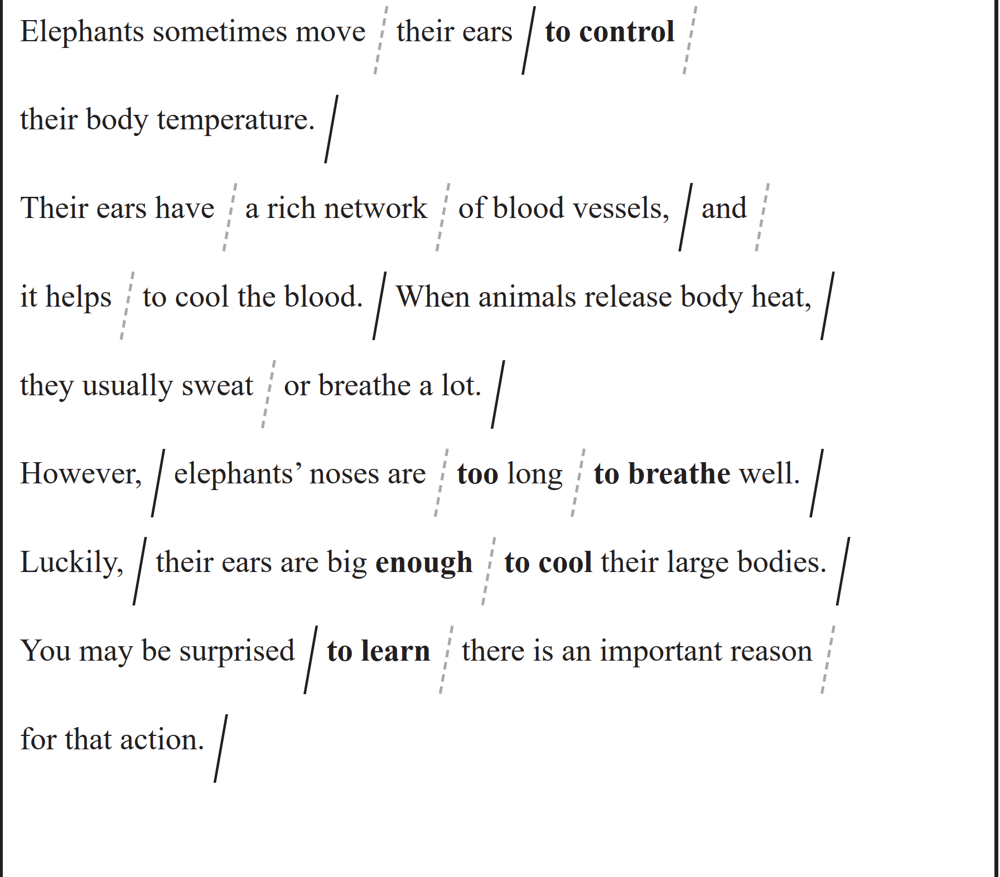 Elephants sometimes move / their ears / to control /
their body temperature. /
Their ears have / a rich network / of blood vessels, / and /
it helps / to cool the blood. / When animals release body heat, /
they usually sweat / or breathe a lot. /
However, / elephants’ noses are / too long / to breathe well. /
Luckily, / their ears are big enough / to cool their large bodies. /
You may be surprised / to learn / there is an important reason /
for that action. /